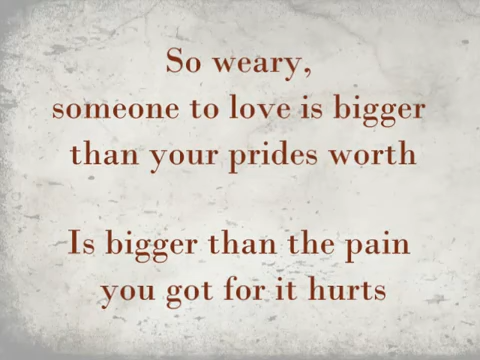 So weary,
someone to love is bigger
than your prides worth
Is bigger than the pain
you got for it hurts